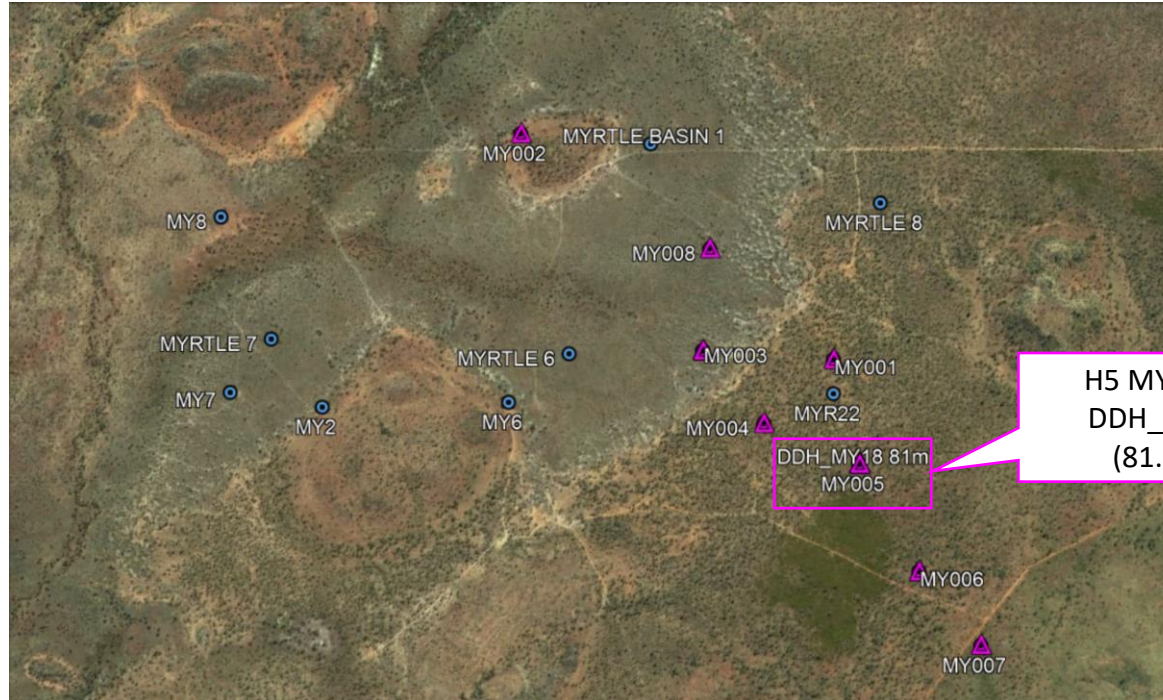 MYRTLE BASIN 1
MY002
MY8
MYRTLE 8
MY008
MYRTLE 7
MYRTLE 6
MY003
MY001
MY7
MY2
MY6
MYR22
MY004
H5 MY
DDH_
(81.
DDH_MY18 81m
MY005
MY006
MY007